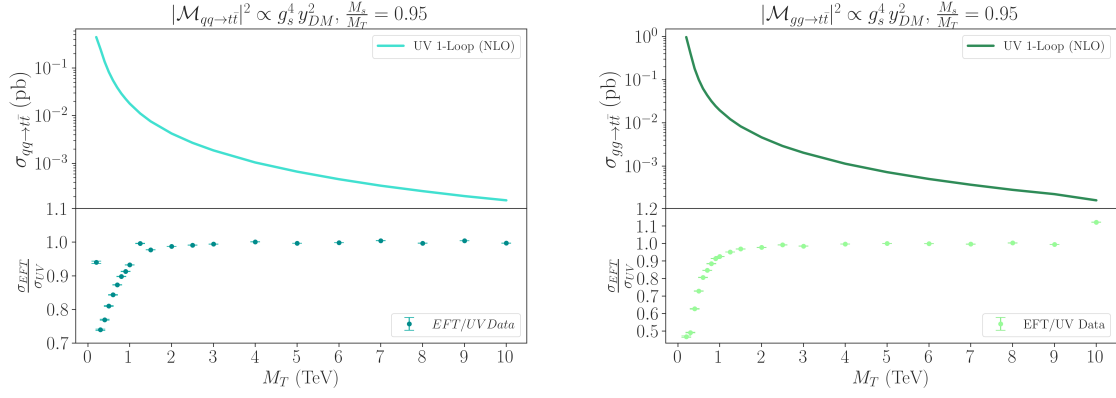 |M_{qq→tt̄}|² ∝ g_s⁴ y²_{DM}, M_s/M_T = 0.95
UV 1-Loop (NLO)
σ_{qq→tt̄} (pb)
10⁻¹
10⁻²
10⁻³
1.1
1.0
0.9
0.8
0.7
σ_{EFT}/σ_{UV}
EFT/UV Data
0 1 2 3 4 5 6 7 8 9 10
M_T (TeV)
|M_{gg→tt̄}|² ∝ g_s⁴ y²_{DM}, M_s/M_T = 0.95
UV 1-Loop (NLO)
σ_{gg→tt̄} (pb)
10⁰
10⁻¹
10⁻²
10⁻³
1.2
1.1
1.0
0.9
0.8
0.7
0.6
0.5
σ_{EFT}/σ_{UV}
EFT/UV Data
0 1 2 3 4 5 6 7 8 9 10
M_T (TeV)